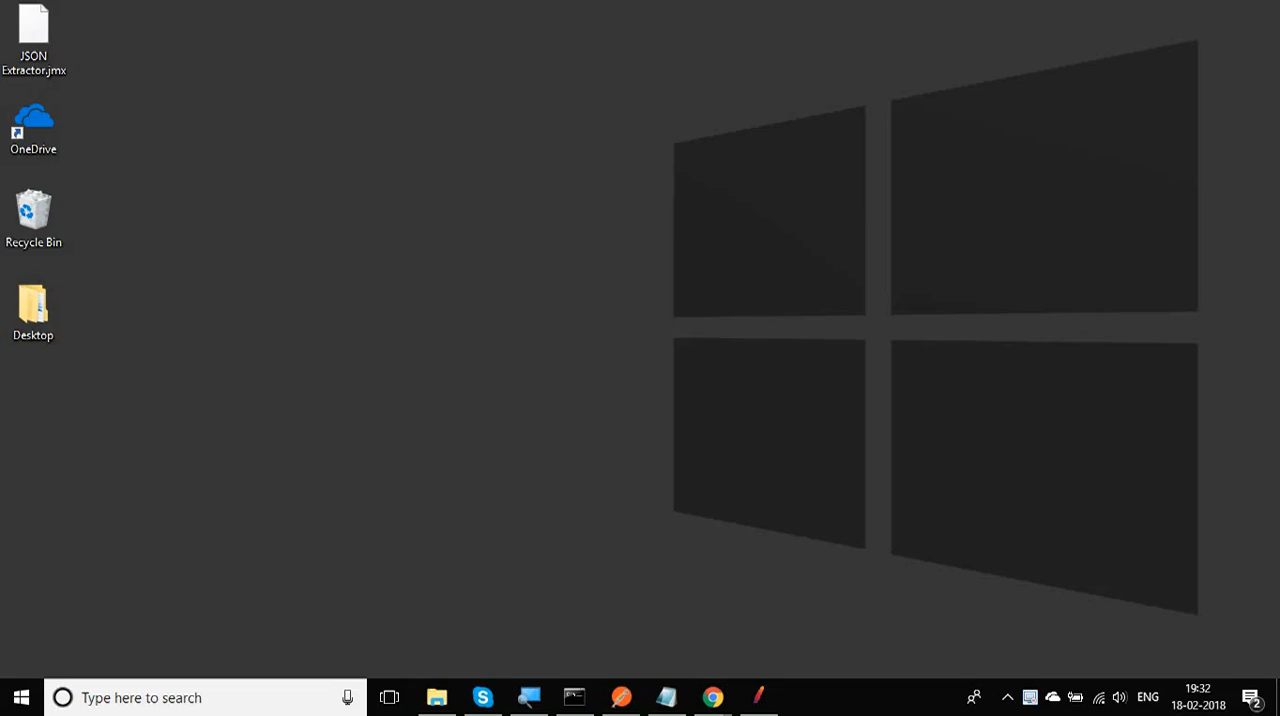 JSON
Extractor.jmx
OneDrive
Recycle Bin
Desktop
Type here to search
ENG
19:32
18-02-2018
2